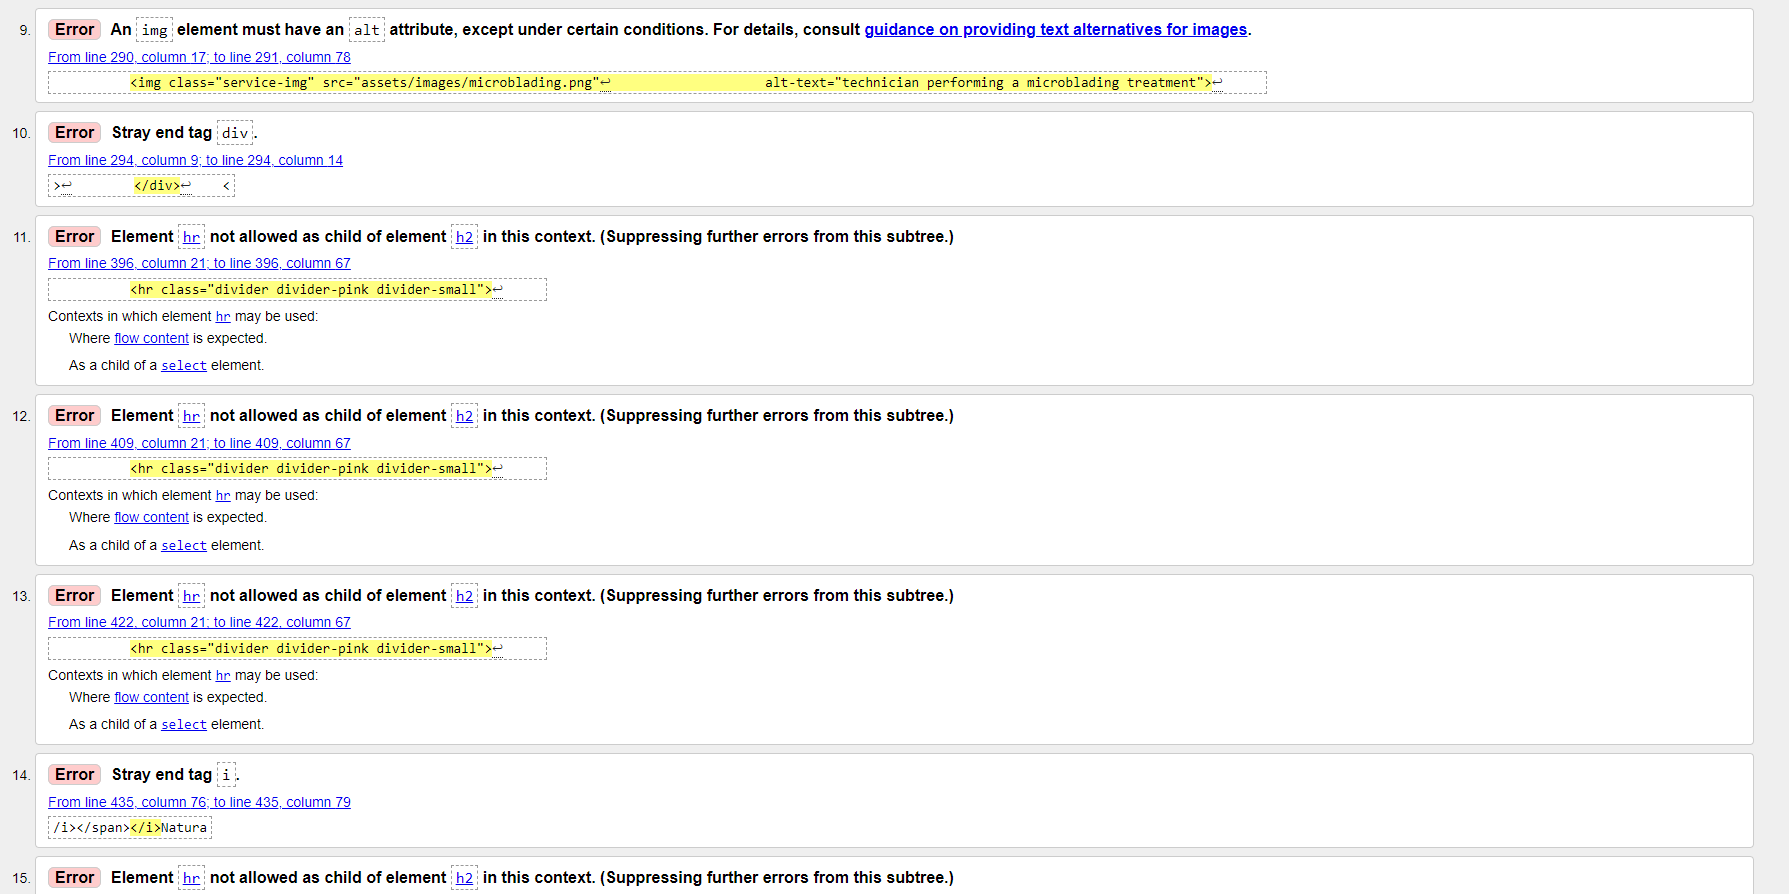 9. Error An img element must have an alt attribute, except under certain conditions. For details, consult guidance on providing text alternatives for images.
From line 290, column 17; to line 291, column 78
<img class="service-img" src="assets/images/microblading.png"↩ alt-text="technician performing a microblading treatment">↩
10. Error Stray end tag div.
From line 294, column 9; to line 294, column 14
>↩ </div>↩ <
11. Error Element hr not allowed as child of element h2 in this context. (Suppressing further errors from this subtree.)
From line 396, column 21; to line 396, column 67
<hr class="divider divider-pink divider-small">↩
Contexts in which element hr may be used:
Where flow content is expected.
As a child of a select element.
12. Error Element hr not allowed as child of element h2 in this context. (Suppressing further errors from this subtree.)
From line 409, column 21; to line 409, column 67
<hr class="divider divider-pink divider-small">↩
Contexts in which element hr may be used:
Where flow content is expected.
As a child of a select element.
13. Error Element hr not allowed as child of element h2 in this context. (Suppressing further errors from this subtree.)
From line 422, column 21; to line 422, column 67
<hr class="divider divider-pink divider-small">↩
Contexts in which element hr may be used:
Where flow content is expected.
As a child of a select element.
14. Error Stray end tag i.
From line 435, column 76; to line 435, column 79
/i></span></i>Natura
15. Error Element hr not allowed as child of element h2 in this context. (Suppressing further errors from this subtree.)